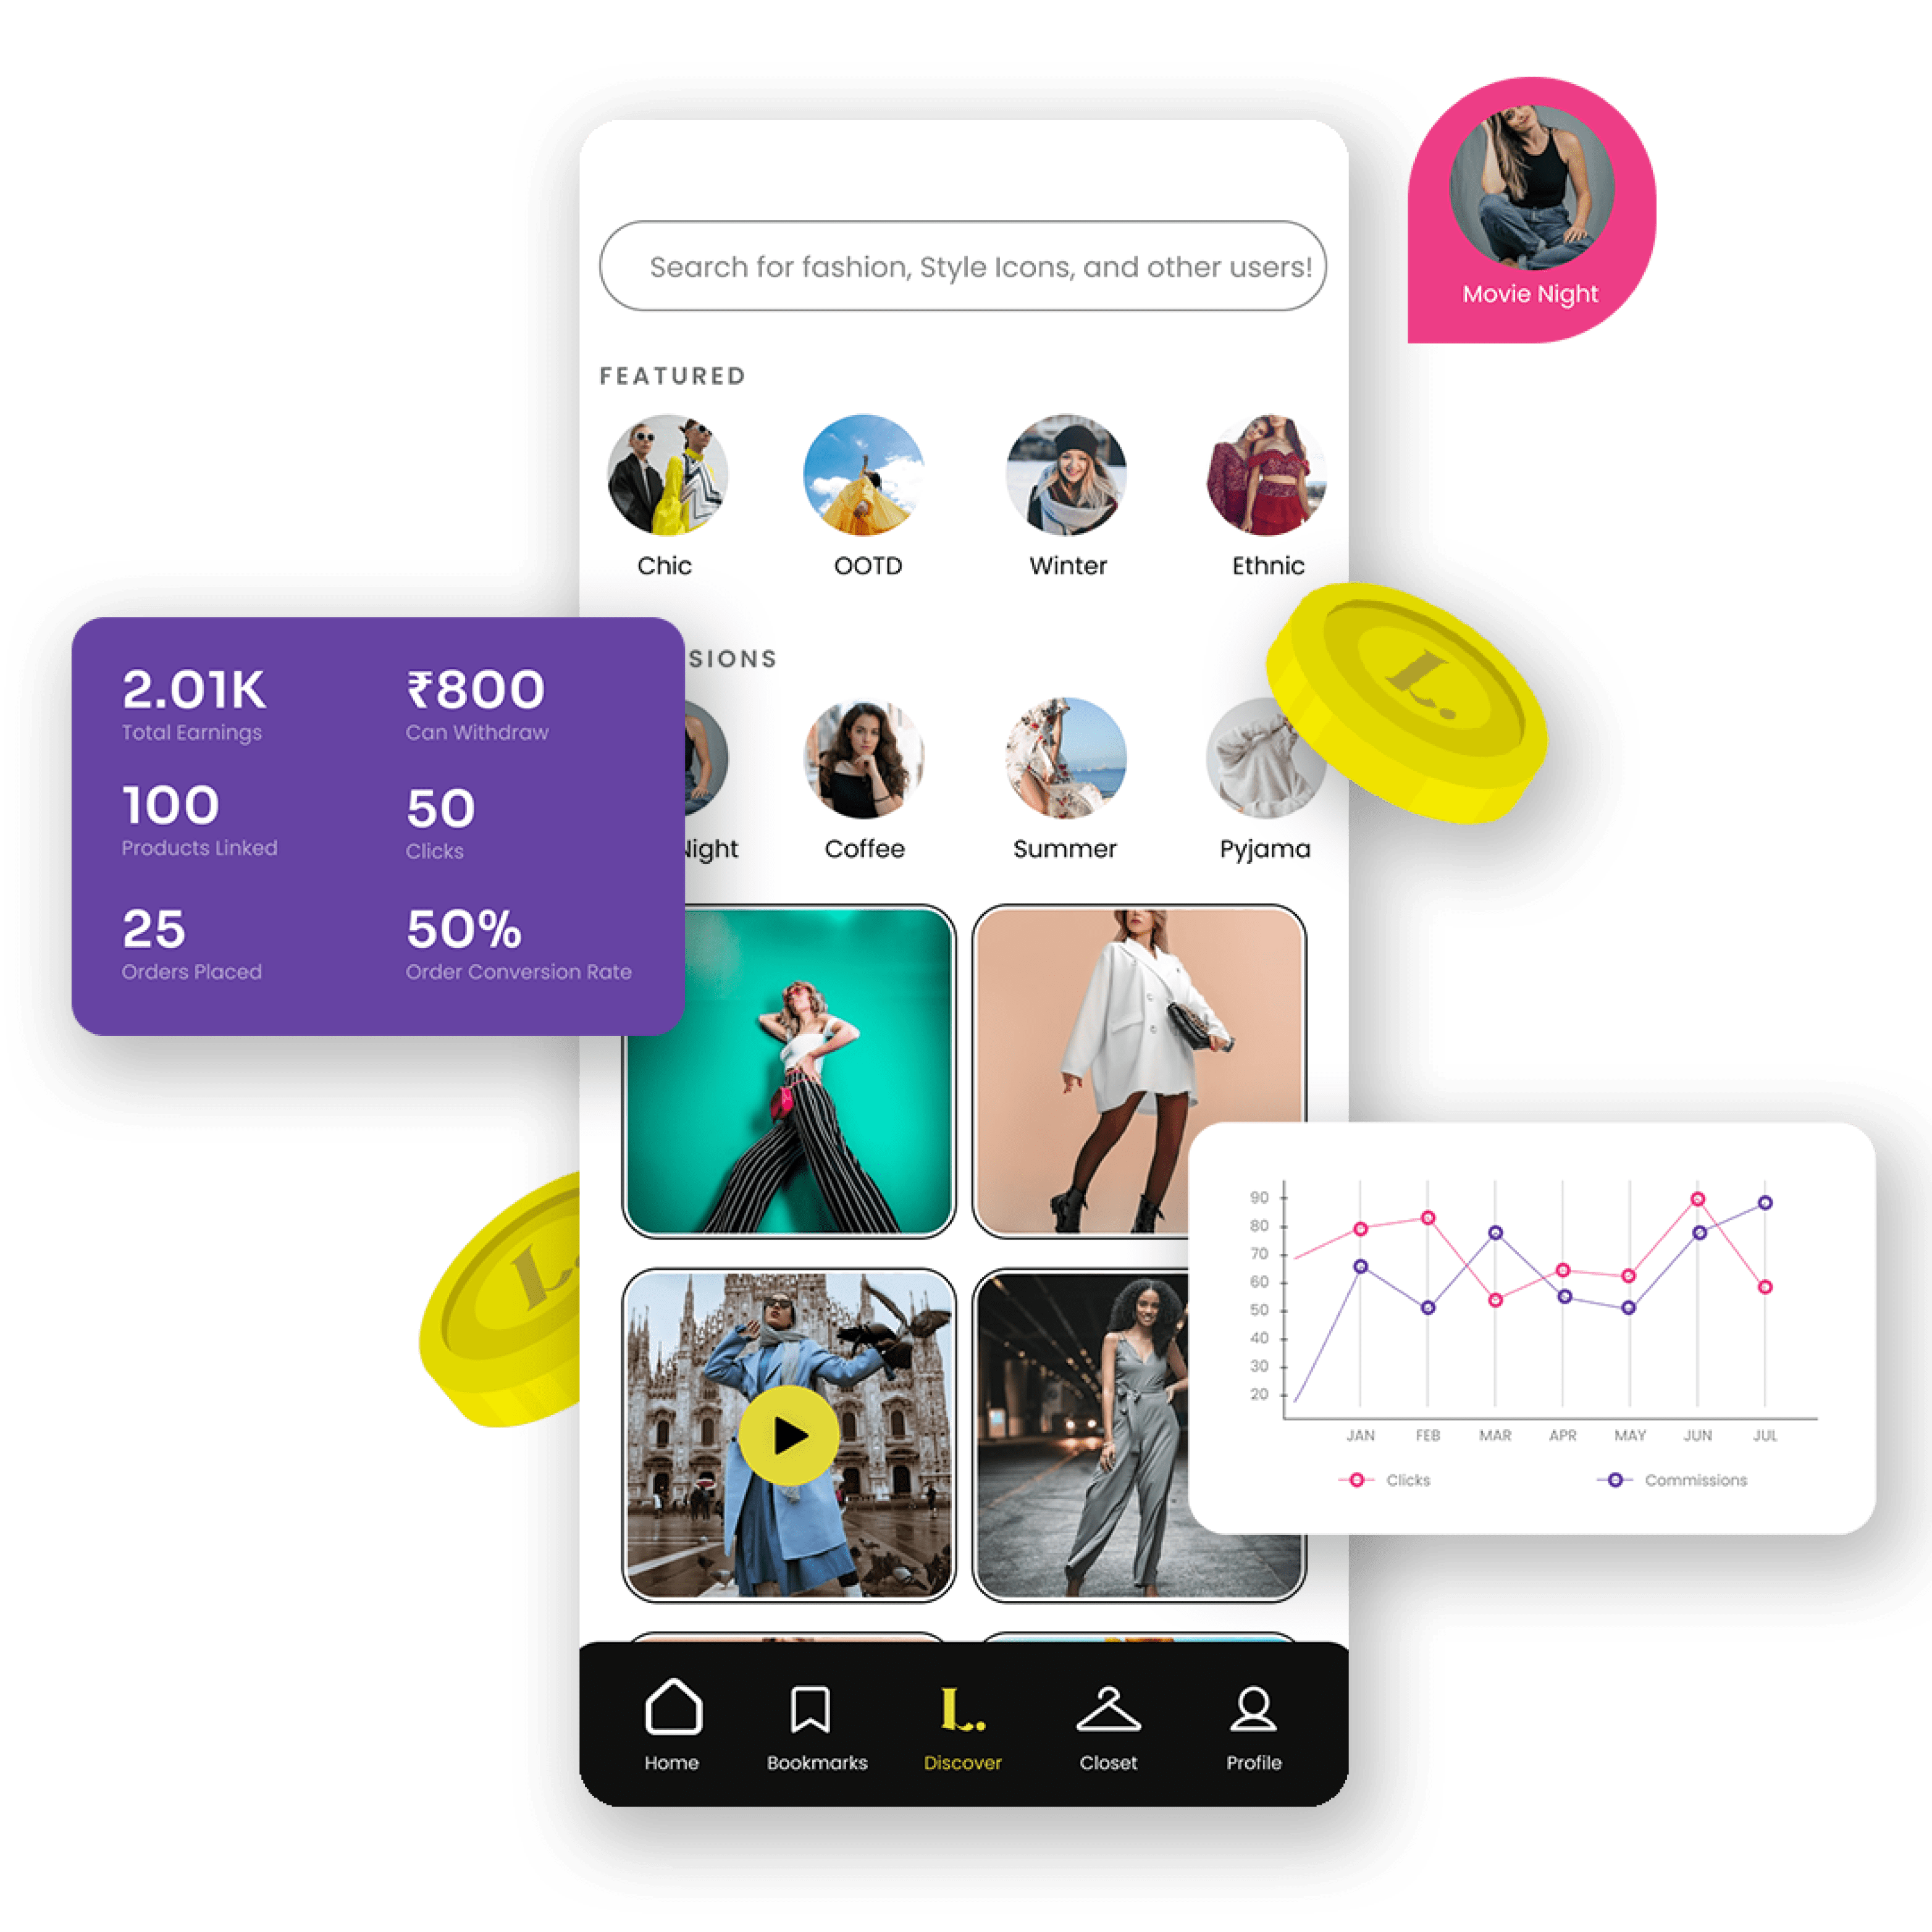 Movie Night
Search for fashion, Style Icons, and other users!
FEATURED
Chic
OOTD
Winter
Ethnic
SIONS
Night
Coffee
Summer
Pyjama
2.01K
Total Earnings
₹800
Can Withdraw
100
Products Linked
50
Clicks
25
Orders Placed
50%
Order Conversion Rate
L.
L.
90
80
70
60
50
40
30
20
JAN
FEB
MAR
APR
MAY
JUN
JUL
Clicks
Commissions
L.
Home
Bookmarks
Discover
Closet
Profile